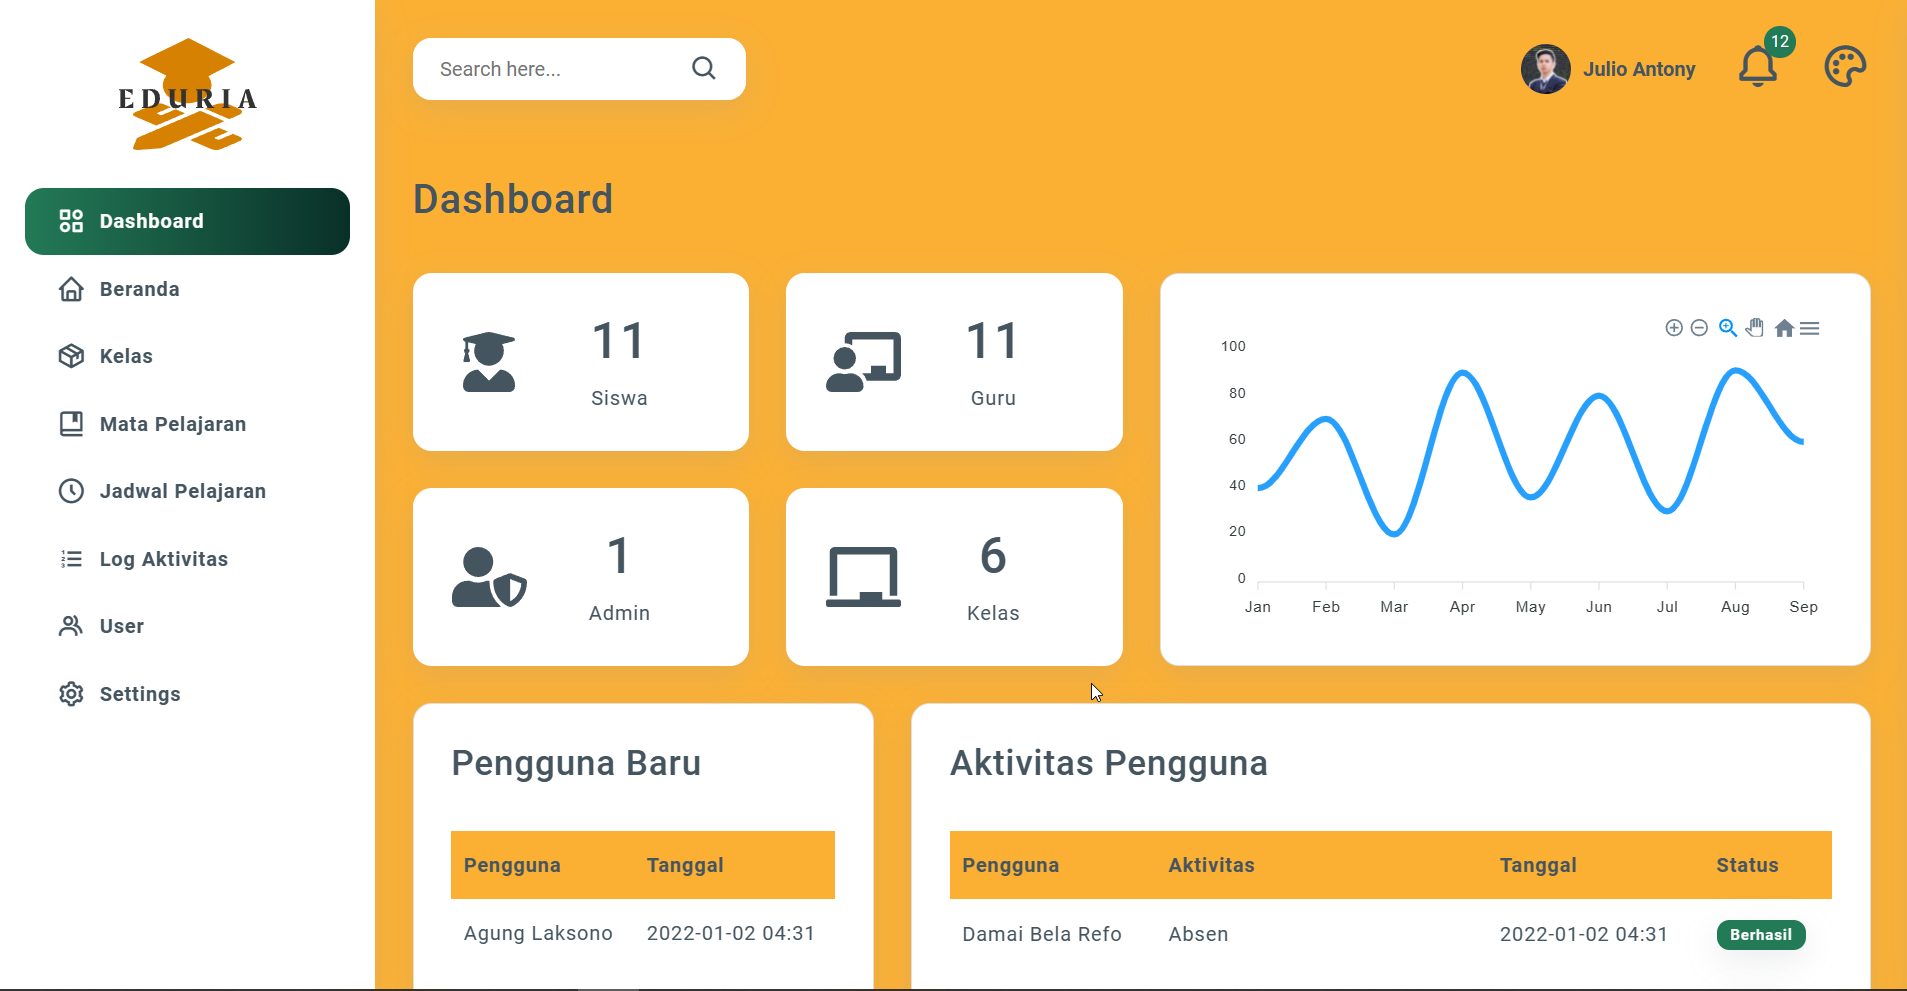 EDURIA
Dashboard
Beranda
Kelas
Mata Pelajaran
Jadwal Pelajaran
Log Aktivitas
User
Settings
Search here...
Julio Antony
12
Dashboard
11
Siswa
11
Guru
1
Admin
6
Kelas
100
80
60
40
20
0
Jan Feb Mar Apr May Jun Jul Aug Sep
Pengguna Baru
Pengguna Tanggal
Agung Laksono 2022-01-02 04:31
Aktivitas Pengguna
Pengguna Aktivitas Tanggal Status
Damai Bela Refo Absen 2022-01-02 04:31 Berhasil